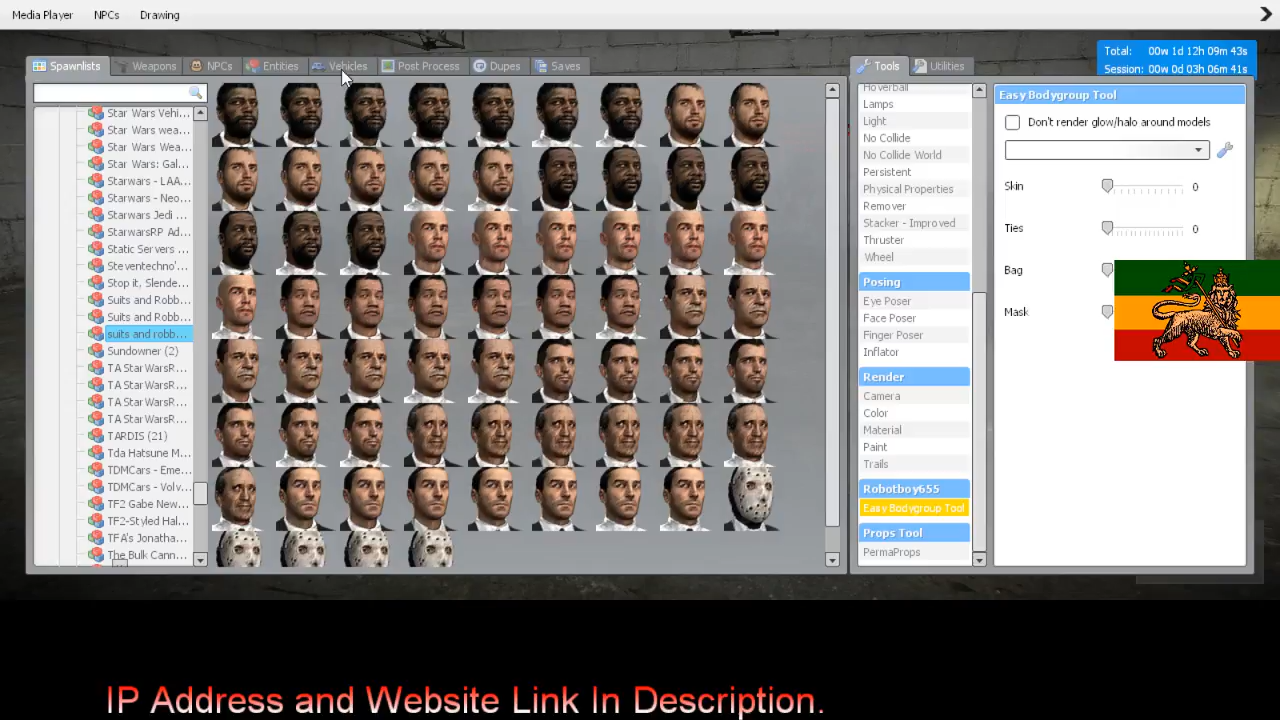 Media Player NPCs Drawing
Total: 00w 1d 12h 09m 43s
Session: 00w 0d 03h 06m 41s
Spawnlists Weapons NPCs Entities Vehicles Post Process Dupes Saves
Tools Utilities
Star Wars Vehi...
Star Wars wea...
Star Wars Wea...
Star Wars: Gal...
Starwars - LAA...
Starwars - Neo...
Starwars Jedi ...
StarwarsRP Ad...
Static Servers ...
Steventechno'...
Stop it, Slende...
Suits and Robb...
Suits and Robb...
suits and robb...
Sundowner (2)
TA StarWarsR...
TA StarWarsR...
TA StarWarsR...
TA StarWarsR...
TARDIS (21)
Tda Hatsune M...
TDMCars - Eme...
TDMCars - Volv...
TF2 Gabe New...
TF2-Styled Hal...
TFA's Jonatha...
The Bulk Cann...
Hoverball
Lamps
Light
No Collide
No Collide World
Persistent
Physical Properties
Remover
Stacker - Improved
Thruster
Wheel
Posing
Eye Poser
Face Poser
Finger Poser
Inflator
Render
Camera
Color
Material
Paint
Trails
Robotboy655
Easy Bodygroup Tool
Props Tool
PermaProps
Easy Bodygroup Tool
Don't render glow/halo around models
Skin 0
Ties 0
Bag
Mask
IP Address and Website Link In Description.